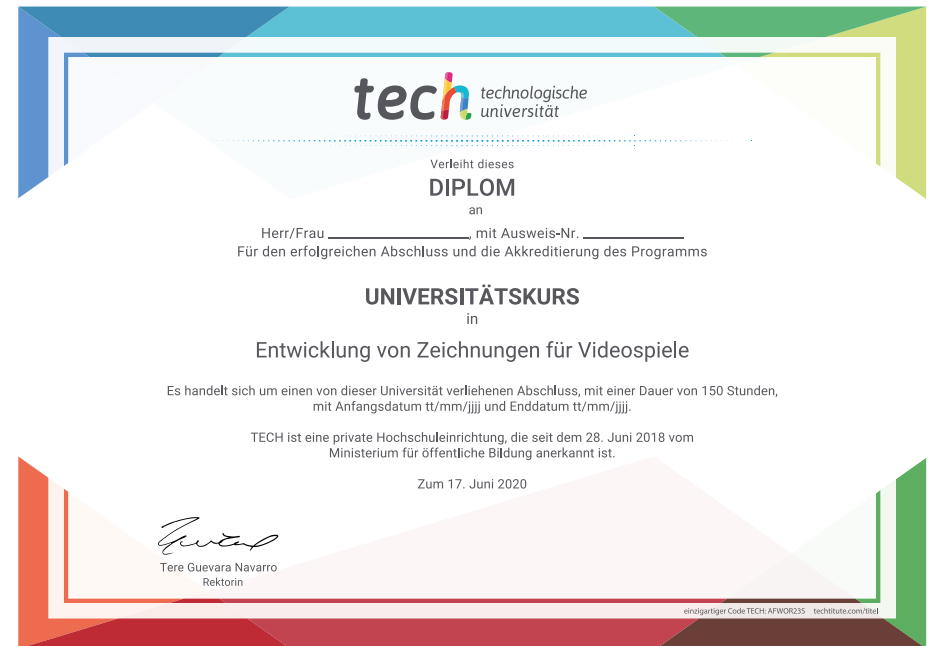 tech technologische
universität
Verleiht dieses
DIPLOM
an
Herr/Frau ____________, mit Ausweis-Nr. ____________
Für den erfolgreichen Abschluss und die Akkreditierung des Programms
UNIVERSITÄTSKURS
in
Entwicklung von Zeichnungen für Videospiele
Es handelt sich um einen von dieser Universität verliehenen Abschluss, mit einer Dauer von 150 Stunden,
mit Anfangsdatum tt/mm/jjjj und Enddatum tt/mm/jjjj.
TECH ist eine private Hochschuleinrichtung, die seit dem 28. Juni 2018 vom
Ministerium für öffentliche Bildung anerkannt ist.
Zum 17. Juni 2020
Tere Guevara Navarro
Rektorin
einzigartiger Code TECH: AFWOR23S techtitute.com/titel